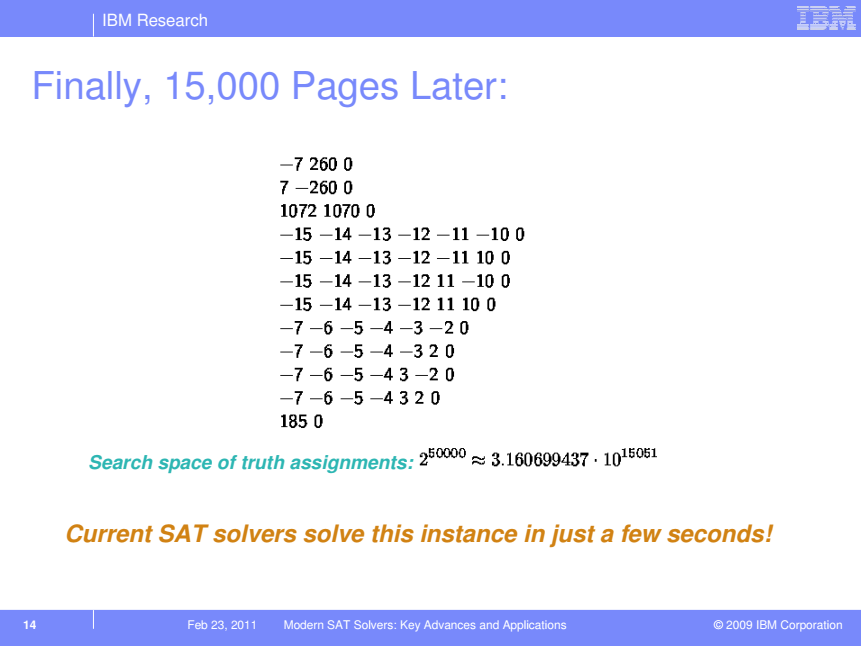 IBM Research
IBM
Finally, 15,000 Pages Later:
−7 260 0
7 −260 0
1072 1070 0
−15 −14 −13 −12 −11 −10 0
−15 −14 −13 −12 −11 10 0
−15 −14 −13 −12 11 −10 0
−15 −14 −13 −12 11 10 0
−7 −6 −5 −4 −3 −2 0
−7 −6 −5 −4 −3 2 0
−7 −6 −5 −4 3 −2 0
−7 −6 −5 −4 3 2 0
185 0
Search space of truth assignments: 2^50000 ≈ 3.160699437 · 10^15051
Current SAT solvers solve this instance in just a few seconds!
14 Feb 23, 2011 Modern SAT Solvers: Key Advances and Applications © 2009 IBM Corporation